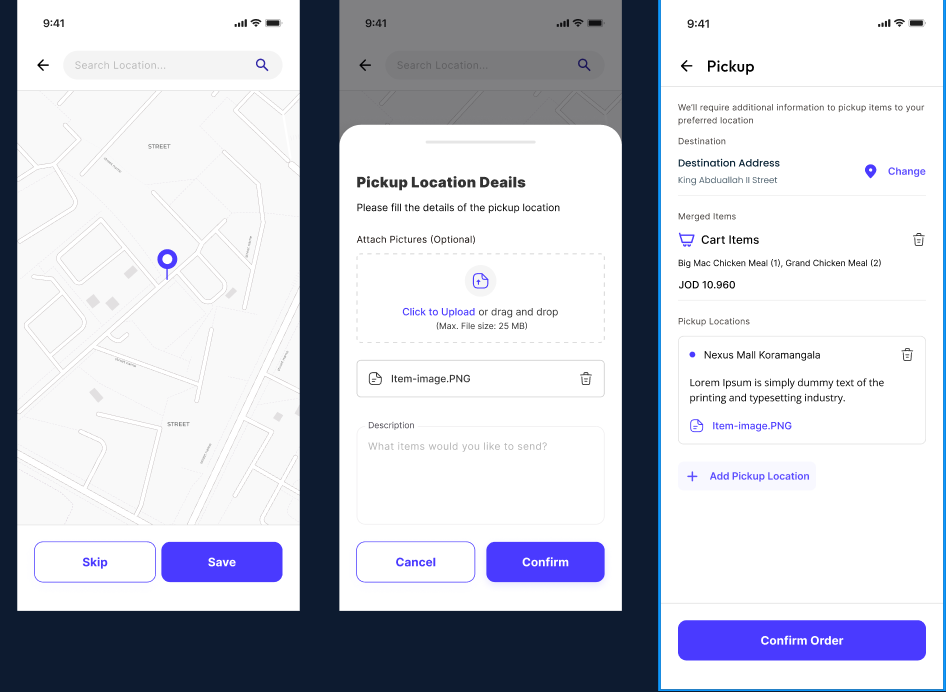 9:41
Search Location...
STREET
STREET
Skip
Save
9:41
Search Location...
Pickup Location Deails
Please fill the details of the pickup location
Attach Pictures (Optional)
Click to Upload or drag and drop
(Max. File size: 25 MB)
Item-image.PNG
Description
What items would you like to send?
Cancel
Confirm
9:41
Pickup
We'll require additional information to pickup items to your
preferred location
Destination
Destination Address
King Abduallah II Street
Change
Merged Items
Cart Items
Big Mac Chicken Meal (1), Grand Chicken Meal (2)
JOD 10.960
Pickup Locations
Nexus Mall Koramangala
Lorem Ipsum is simply dummy text of the
printing and typesetting industry.
Item-image.PNG
Add Pickup Location
Confirm Order